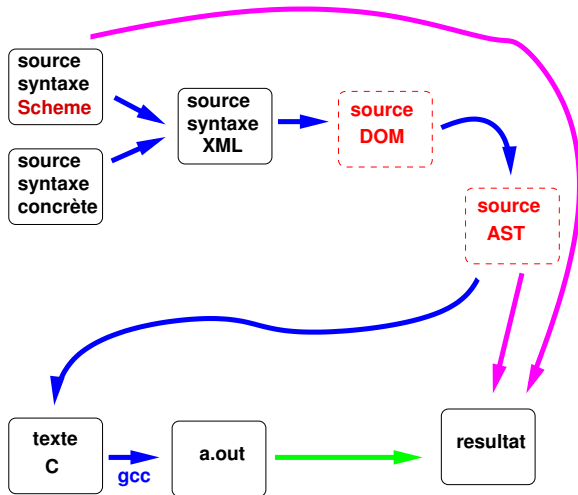 source
syntaxe
Scheme
source
syntaxe
concrète
source
syntaxe
XML
source
DOM
source
AST
texte
C
gcc
a.out
resultat